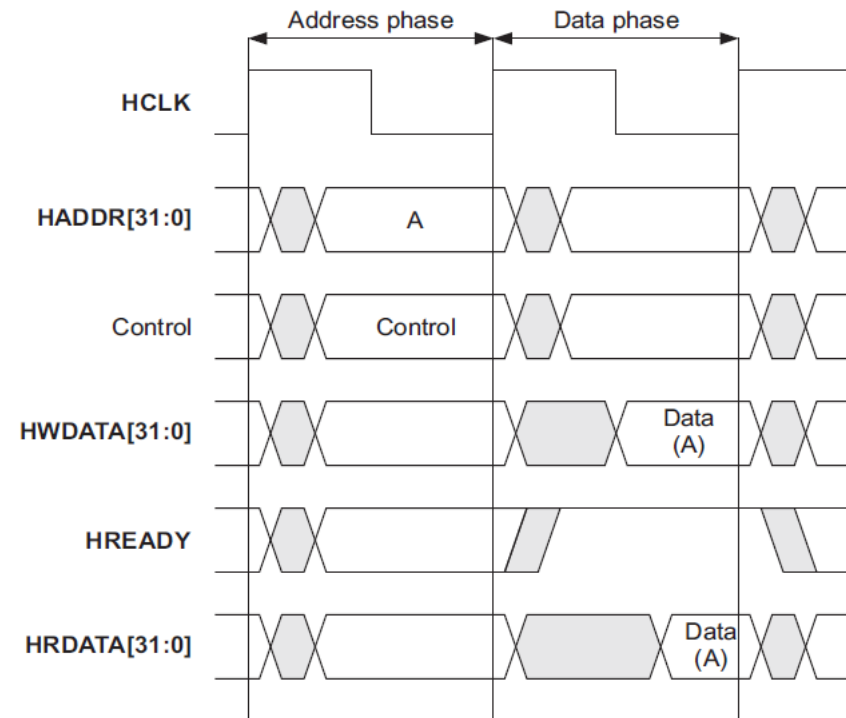 Address phase
Data phase
HCLK
HADDR[31:0]
A
Control
Control
HWDATA[31:0]
Data
(A)
HREADY
HRDATA[31:0]
Data
(A)